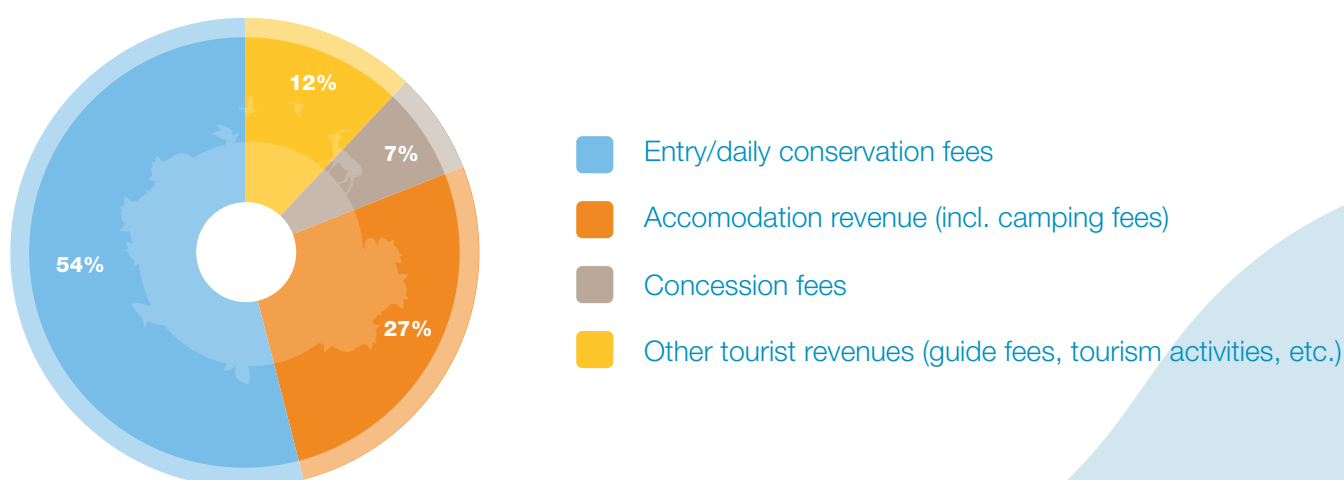 12%
7%
54%
27%
Entry/daily conservation fees
Accomodation revenue (incl. camping fees)
Concession fees
Other tourist revenues (guide fees, tourism activities, etc.)